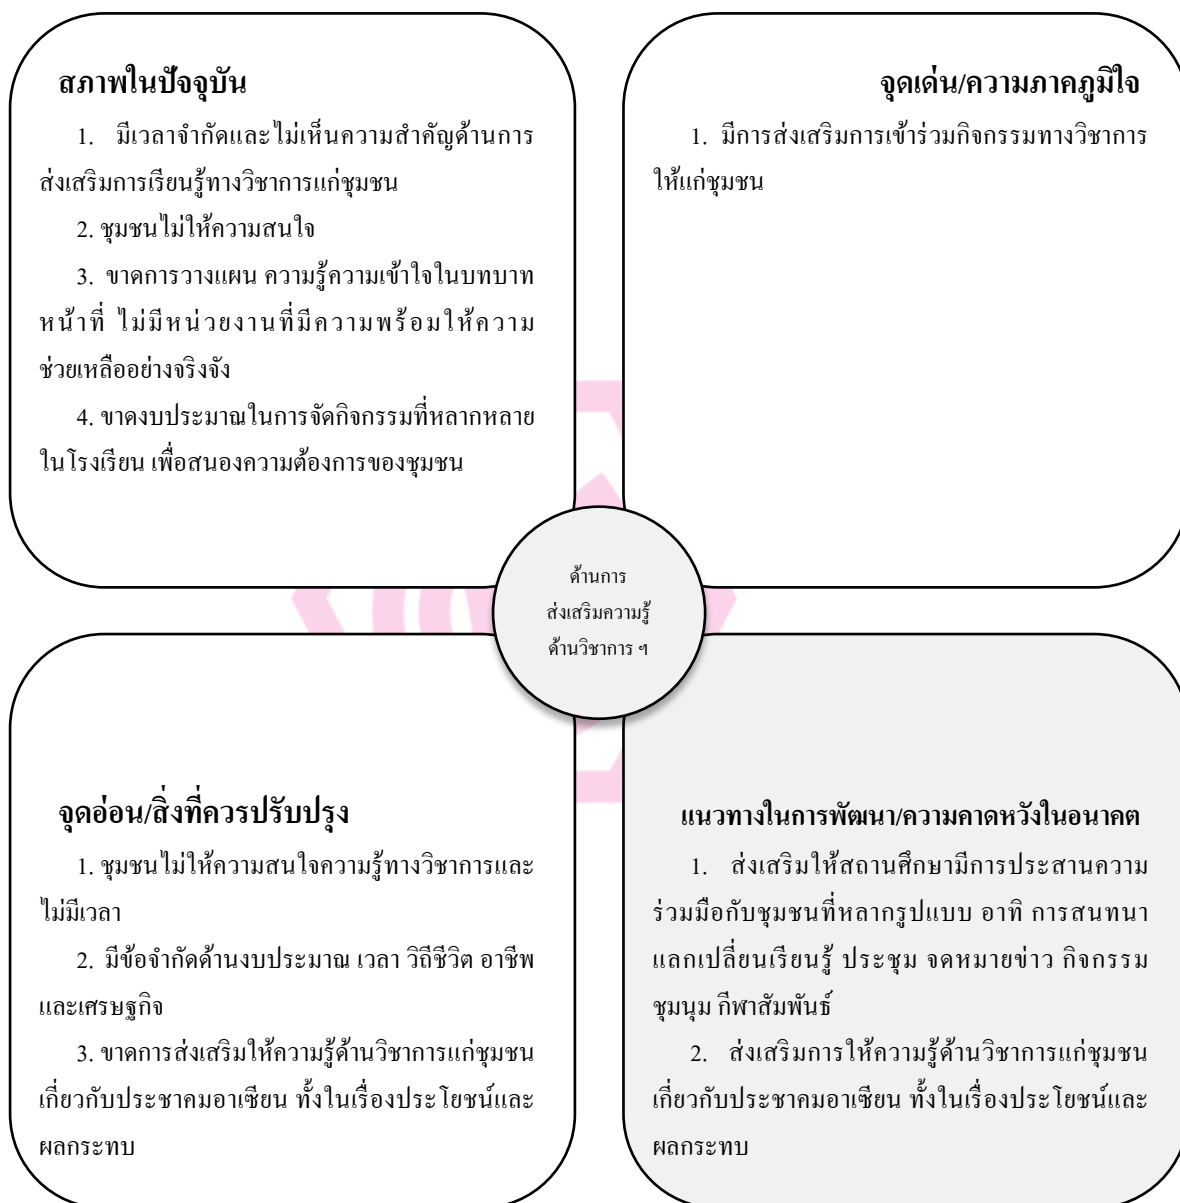 สภาพในปัจจุบัน
1. มีเวลาจำกัดและไม่เห็นความสำคัญด้านการ
ส่งเสริมการเรียนรู้ทางวิชาการแก่ชุมชน
2. ชุมชนไม่ให้ความสนใจ
3. ขาดการวางแผน ความรู้ความเข้าใจในบทบาท
หน้าที่ ไม่มีหน่วยงานที่มีความพร้อมให้ความ
ช่วยเหลืออย่างจริงจัง
4. ขาดงบประมาณในการจัดกิจกรรมที่หลากหลาย
ในโรงเรียน เพื่อสนองความต้องการของชุมชน
จุดเด่น/ความภาคภูมิใจ
1. มีการส่งเสริมการเข้าร่วมกิจกรรมทางวิชาการ
ให้แก่ชุมชน
ด้านการ
ส่งเสริมความรู้
ด้านวิชาการ ฯ
จุดอ่อน/สิ่งที่ควรปรับปรุง
1. ชุมชนไม่ให้ความสนใจความรู้ทางวิชาการและ
ไม่มีเวลา
2. มีข้อจำกัดด้านงบประมาณ เวลา วิถีชีวิต อาชีพ
และเศรษฐกิจ
3. ขาดการส่งเสริมให้ความรู้ด้านวิชาการแก่ชุมชน
เกี่ยวกับประชาคมอาเซียน ทั้งในเรื่องประโยชน์และ
ผลกระทบ
แนวทางในการพัฒนา/ความคาดหวังในอนาคต
1. ส่งเสริมให้สถานศึกษามีการประสานความ
ร่วมมือกับชุมชนที่หลากรูปแบบ อาทิ การสนทนา
แลกเปลี่ยนเรียนรู้ ประชุม จดหมายข่าว กิจกรรม
ชุมนุม กีฬาสัมพันธ์
2. ส่งเสริมการให้ความรู้ด้านวิชาการแก่ชุมชน
เกี่ยวกับประชาคมอาเซียน ทั้งในเรื่องประโยชน์และ
ผลกระทบ